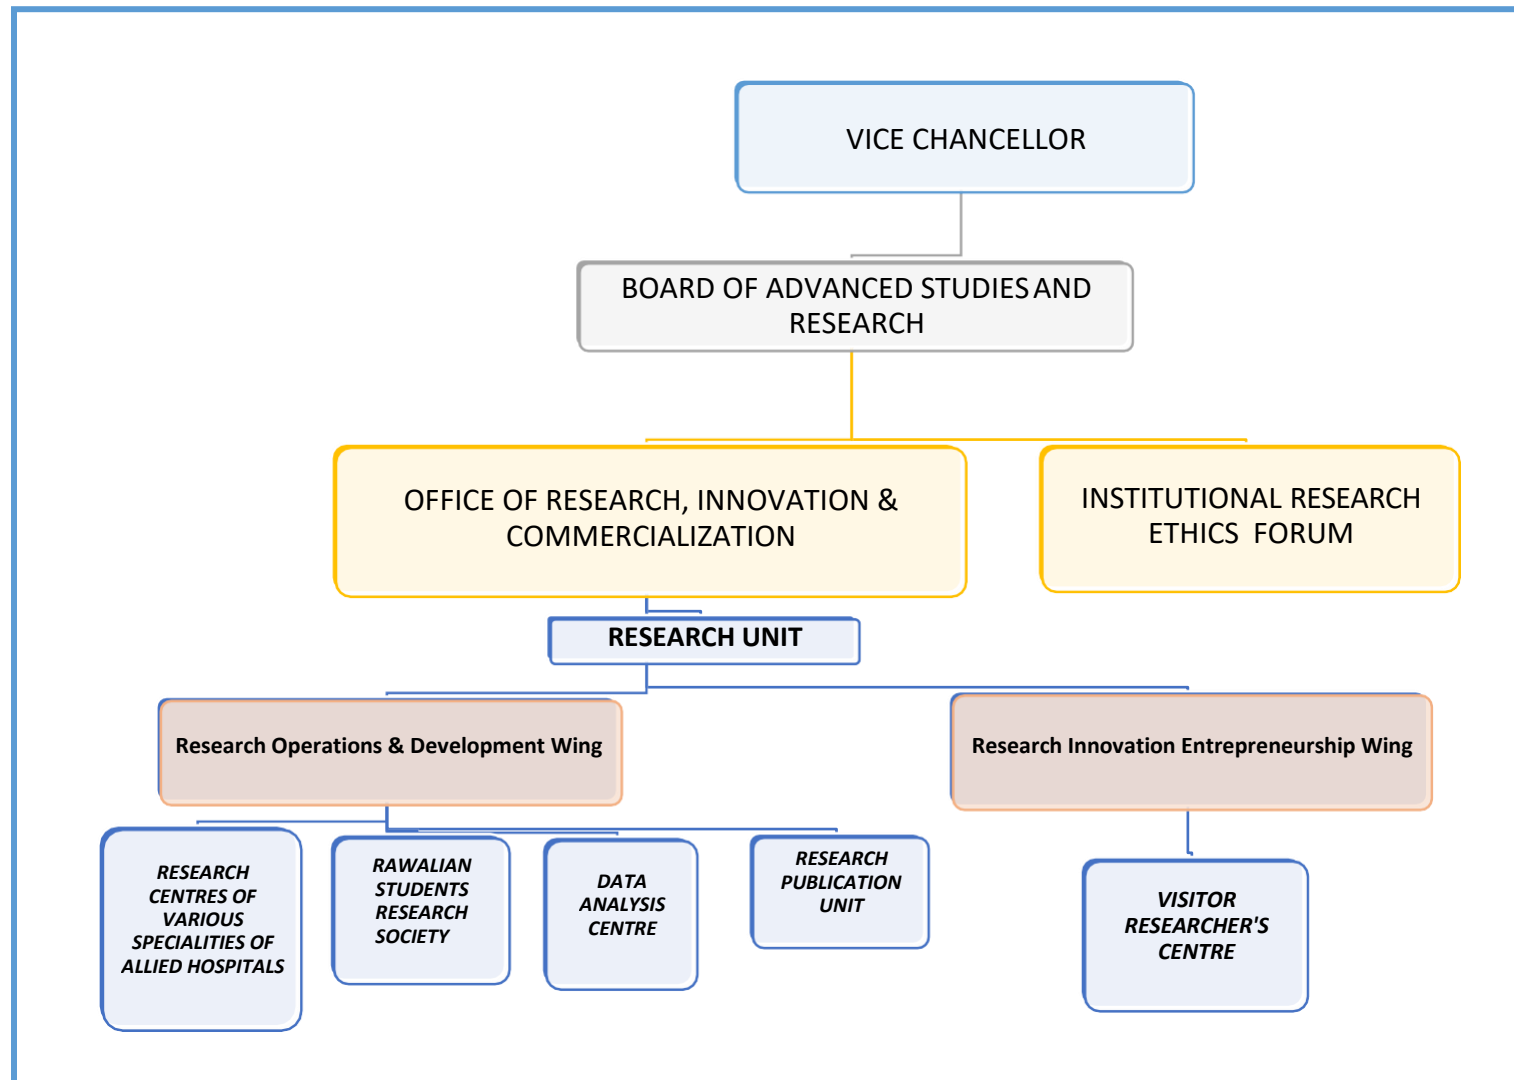 VICE CHANCELLOR
BOARD OF ADVANCED STUDIES AND
RESEARCH
OFFICE OF RESEARCH, INNOVATION &
COMMERCIALIZATION
INSTITUTIONAL RESEARCH
ETHICS FORUM
RESEARCH UNIT
Research Operations & Development Wing
Research Innovation Entrepreneurship Wing
RESEARCH
CENTRES OF
VARIOUS
SPECIALITIES OF
ALLIED HOSPITALS
RAWALIAN
STUDENTS
RESEARCH
SOCIETY
DATA
ANALYSIS
CENTRE
RESEARCH
PUBLICATION
UNIT
VISITOR
RESEARCHER'S
CENTRE